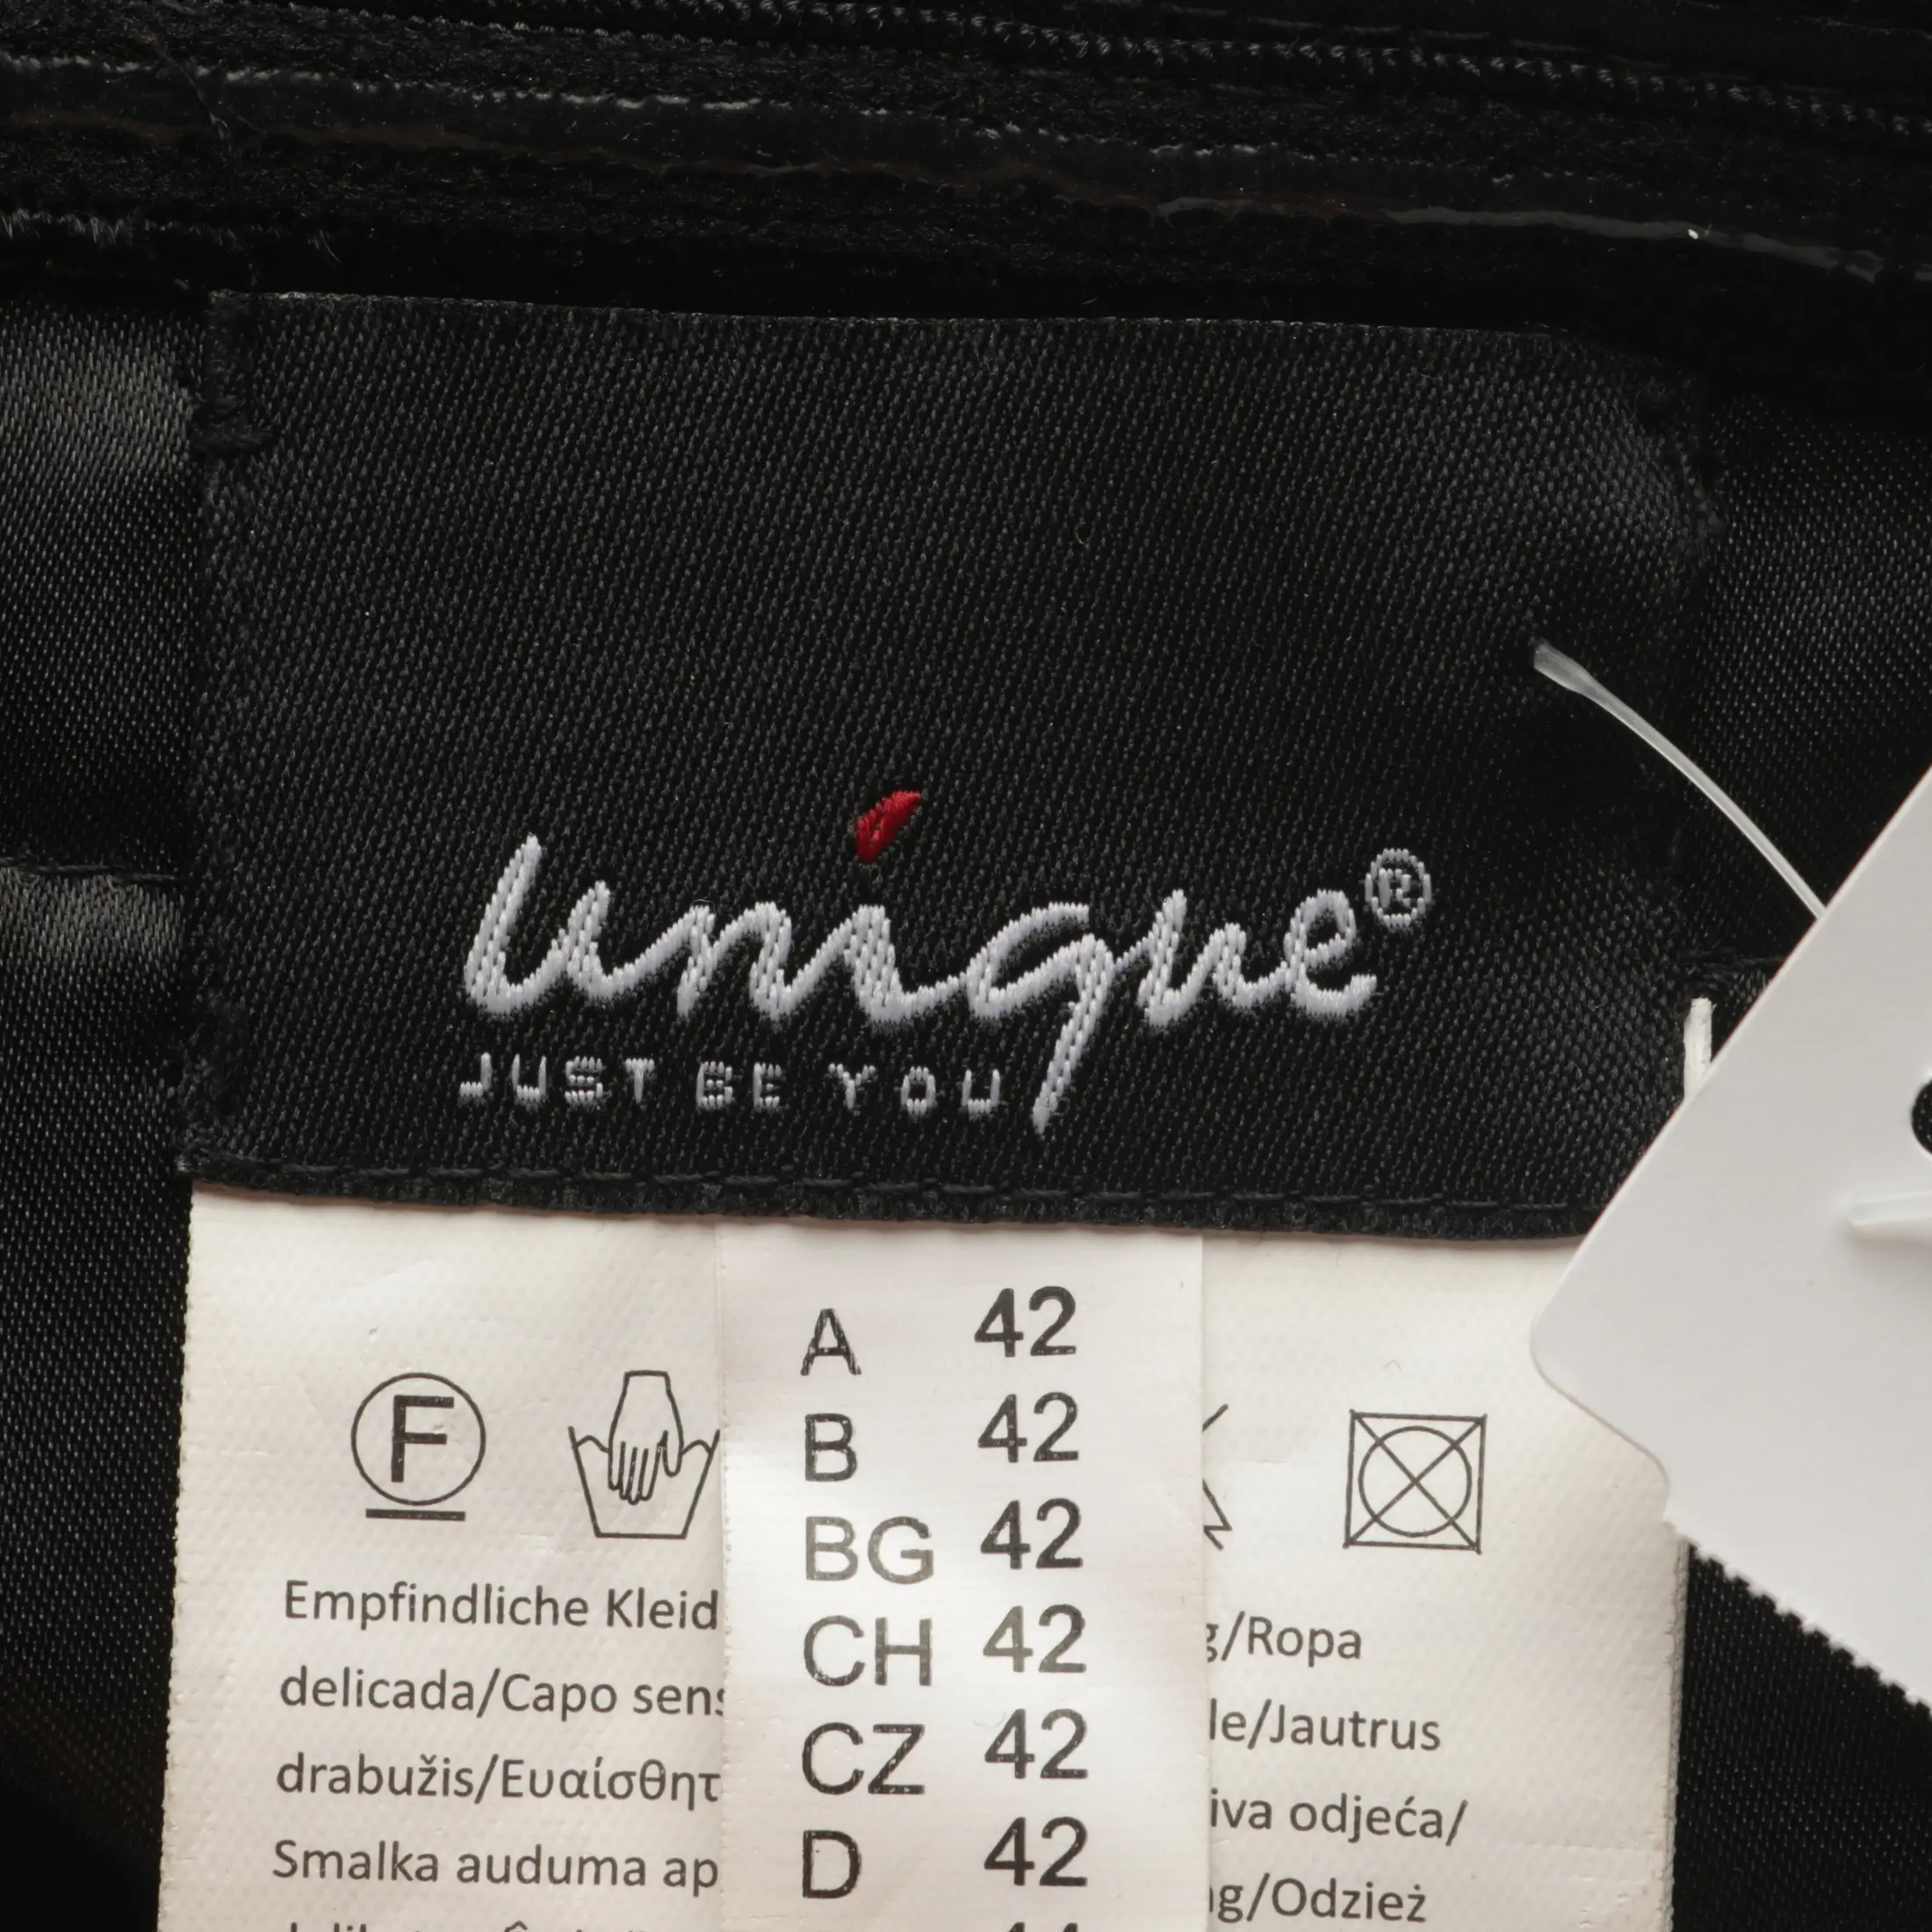 unique®
JUST BE YOU
A 42
B 42
BG 42
CH 42
CZ 42
D 42
F
Empfindliche Kleid
delicada/Capo sens
drabužis/Ευαίσθητ
Smalka auduma ap
/Ropa
le/Jautrus
iva odjeća/
g/Odzież